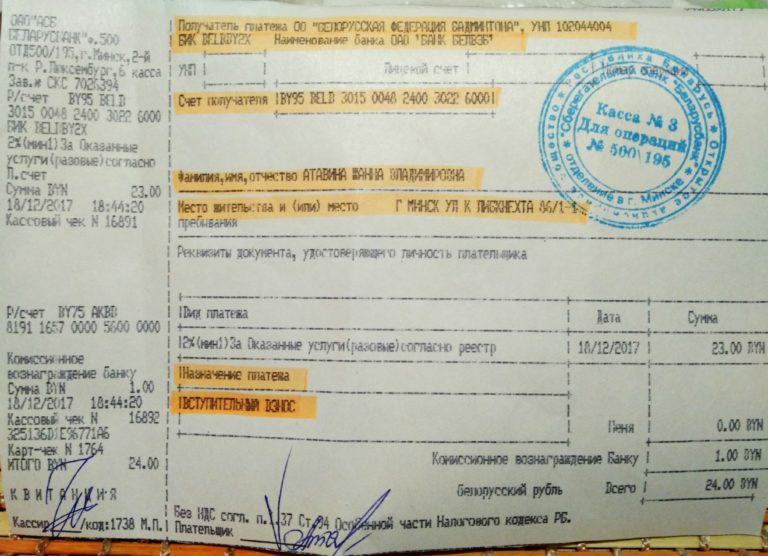 ОАО"АСБ
БЕЛАРУСБАНК"Ф.500
ОТД500/195,г.Минск,2-й
п-к Р.Люксембург,6 касса
Зав.и СКС 7026394
Р/счет BY95 BELB
3015 0048 2400 3022 6000
БИК BELBBY2X
2%(мин1)За Оказанные
услуги(разовые)согласно
Л.счет
Сумма BYN 23.00
18/12/2017 18:44:20
Кассовый чек N 16891
Р/счет BY75 AKBB
8191 1657 0000 5600 0000
Комиссионное
вознаграждение банку
Сумма BYN 1.00
18/12/2017 18:44:20
Кассовый чек N 16892
325136D1E96771A6
Карт-чек N 1764
ИТОГО BYN 24.00
К В И Т А Н Ц И Я
Кассир /код:1738 М.П.
Получатель платежа ОО "БЕЛОРУССКАЯ ФЕДЕРАЦИЯ БАДМИНТОНА", УНП 102044004
БИК BELBBY2X Наименование банка ОАО 'БАНК БЕЛВЭБ'
УНП Лицевой счет
Счет получателя BY95 BELB 3015 0048 2400 3022 6000
Фамилия,имя,отчество АТАВИНА ЖАННА ВЛАДИМИРОВНА
Место жительства и (или) место Г МИНСК УЛ К ЛИБКНЕХТА 86/1-
пребывания
Реквизиты документа, удостоверяющего личность плательщика
Вид платежа Дата Сумма
2%(мин1)За Оказанные услуги(разовые)согласно реестр 18/12/2017 23.00 BYN
Назначение платежа
ВСТУПИТЕЛЬНЫЙ ВЗНОС
Пеня 0.00 BYN
Комиссионное вознаграждение Банку 1.00 BYN
белорусский рубль Всего 24.00 BYN
Без НДС согл. п.1.37 Ст.94 Особенной части Налогового кодекса РБ.
Плательщик
Республика Беларусь * Открытое акционерное общество
"Сберегательный банк "Беларусбанк"
отделение в г. Минске
Касса № 3
Для операций
№ 500\195